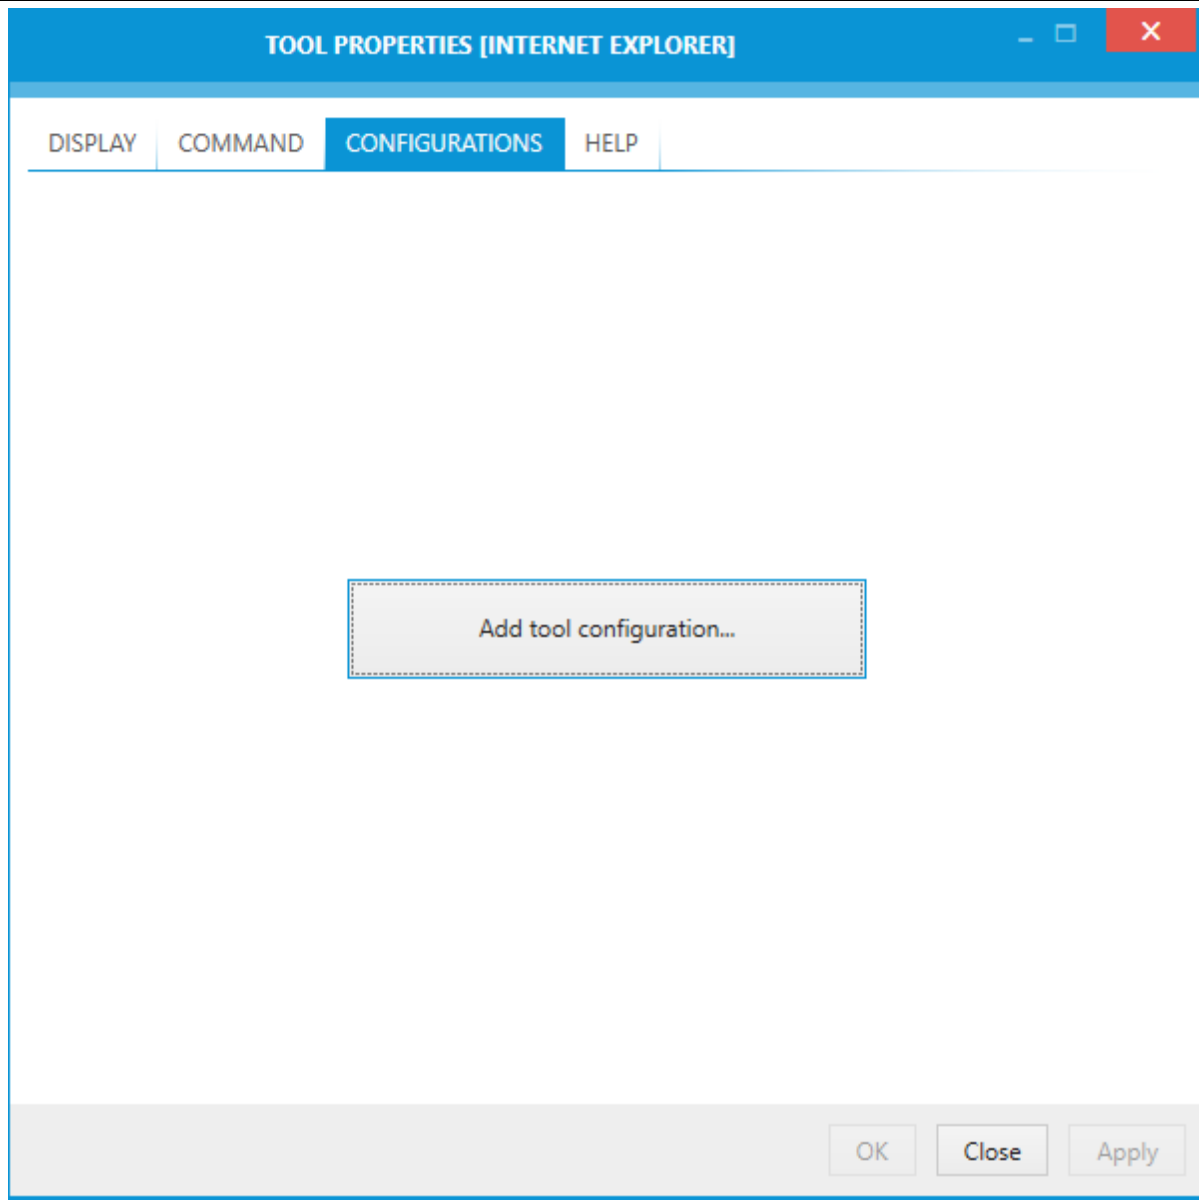 TOOL PROPERTIES [INTERNET EXPLORER]
DISPLAY COMMAND CONFIGURATIONS HELP
Add tool configuration...
OK Close Apply